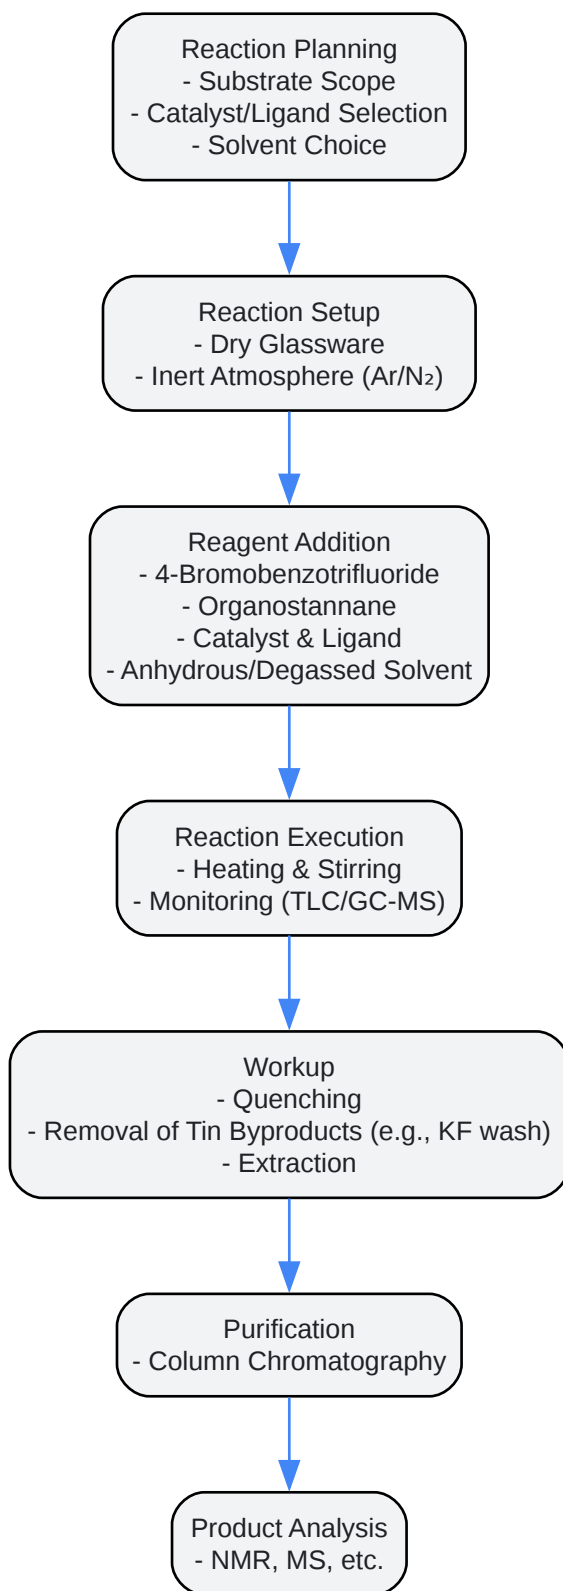 Reaction Planning
- Substrate Scope
- Catalyst/Ligand Selection
- Solvent Choice
Reaction Setup
- Dry Glassware
- Inert Atmosphere (Ar/N₂)
Reagent Addition
- 4-Bromobenzotrifluoride
- Organostannane
- Catalyst & Ligand
- Anhydrous/Degassed Solvent
Reaction Execution
- Heating & Stirring
- Monitoring (TLC/GC-MS)
Workup
- Quenching
- Removal of Tin Byproducts (e.g., KF wash)
- Extraction
Purification
- Column Chromatography
Product Analysis
- NMR, MS, etc.